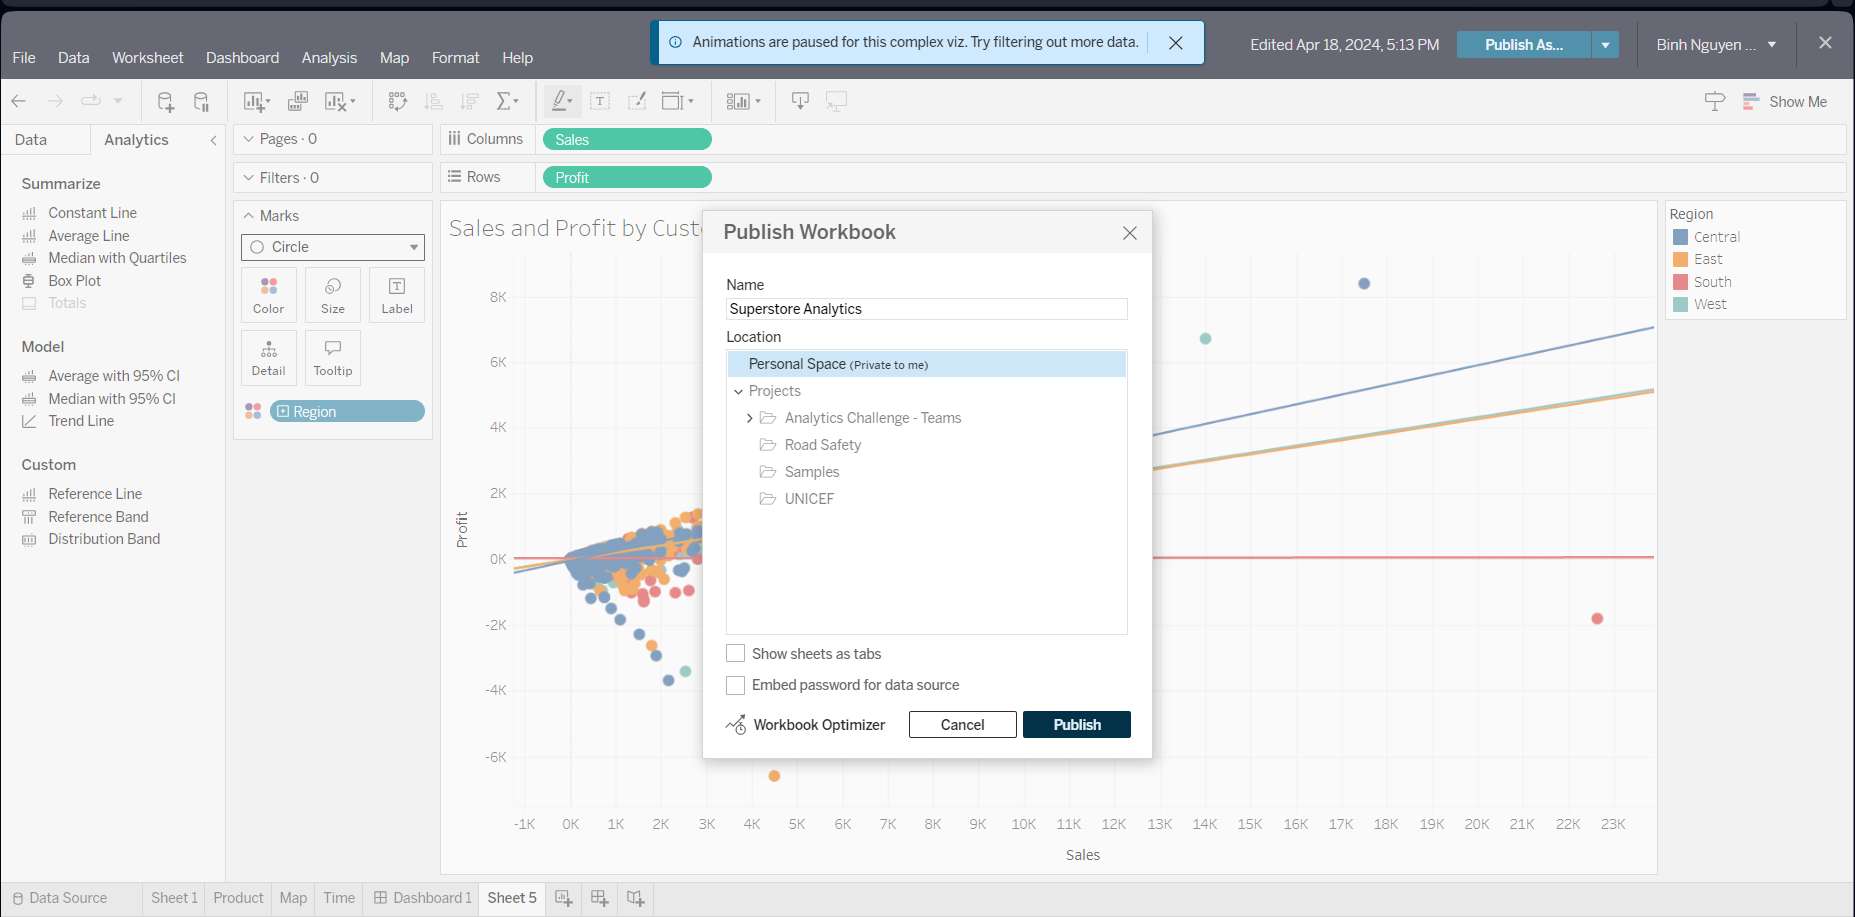 Animations are paused for this complex viz. Try filtering out more data.
Edited Apr 18, 2024, 5:13 PM
Publish As...
Binh Nguyen ...
File Data Worksheet Dashboard Analysis Map Format Help
Show Me
Data Analytics
Pages · 0
Columns
Sales
Filters · 0
Rows
Profit
Summarize
Constant Line
Average Line
Median with Quartiles
Box Plot
Totals
Model
Average with 95% CI
Median with 95% CI
Trend Line
Custom
Reference Line
Reference Band
Distribution Band
Marks
Circle
Color Size Label
Detail Tooltip
Region
Sales and Profit by Custo
8K
6K
4K
2K
0K
-2K
-4K
-6K
Profit
-1K 0K 1K 2K 3K 4K 5K 6K 7K 8K 9K 10K 11K 12K 13K 14K 15K 16K 17K 18K 19K 20K 21K 22K 23K
Sales
Publish Workbook
Name
Superstore Analytics
Location
Personal Space (Private to me)
Projects
Analytics Challenge - Teams
Road Safety
Samples
UNICEF
Show sheets as tabs
Embed password for data source
Workbook Optimizer
Cancel
Publish
Region
Central
East
South
West
Data Source Sheet 1 Product Map Time Dashboard 1 Sheet 5